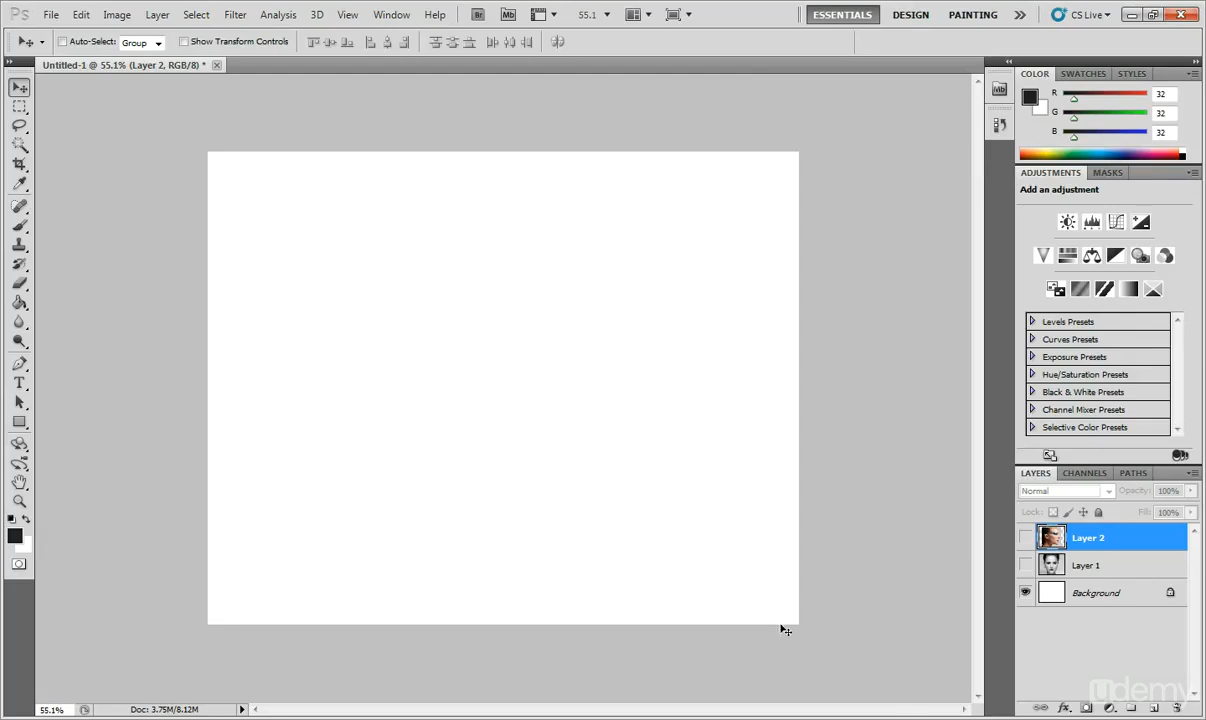 Ps File Edit Image Layer Select Filter Analysis 3D View Window Help Br Mb 55.1 ESSENTIALS DESIGN PAINTING CS Live
Auto-Select: Group Show Transform Controls
Untitled-1 @ 55.1% (Layer 2, RGB/8) *
COLOR SWATCHES STYLES
Mb
R 32
G 32
B 32
ADJUSTMENTS MASKS
Add an adjustment
Levels Presets
Curves Presets
Exposure Presets
Hue/Saturation Presets
Black & White Presets
Channel Mixer Presets
Selective Color Presets
LAYERS CHANNELS PATHS
Normal Opacity: 100%
Lock: Fill: 100%
Layer 2
Layer 1
Background
T
udemy
55.1% Doc: 3.75M/8.12M
fx